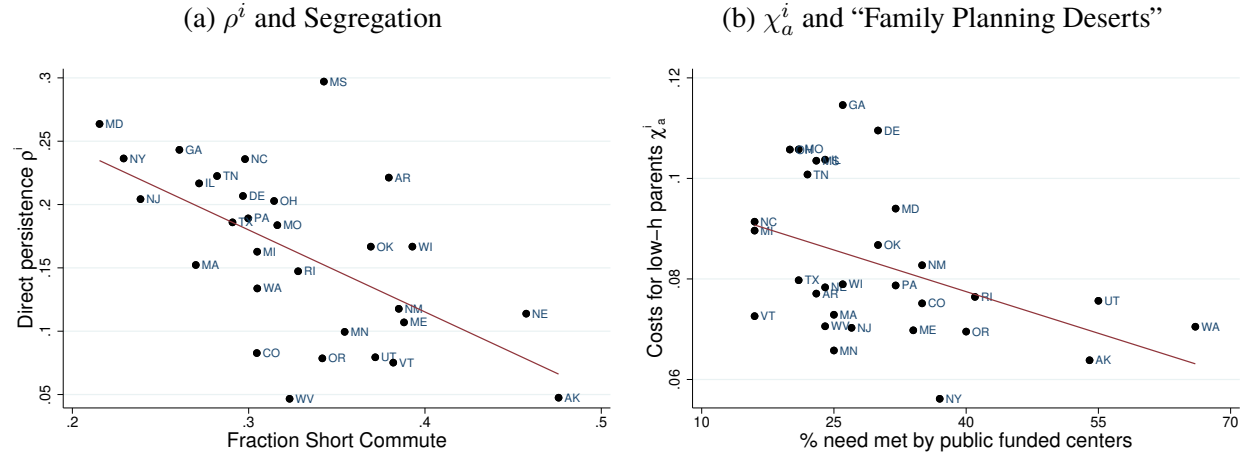 (a) ρ^i and Segregation
.3
.25
.2
.15
.1
.05
Direct persistence ρ^i
MS
MD
GA
NY
NC
TN
AR
IL
NJ
DE
OH
PA
TX
MO
OK
WI
MI
MA
RI
WA
NM
NE
ME
MN
CO
OR
UT
VT
WV
AK
.2 .3 .4 .5
Fraction Short Commute
(b) χ_a^i and “Family Planning Deserts”
.12
.1
.08
.06
Costs for low−h parents χ_a^i
GA
DE
MO
IL
TN
MD
NC
MI
OK
NM
TX
WI
NE
PA
AR
RI
UT
CO
VT
MA
WV
NJ
ME
OR
WA
MN
AK
NY
10 25 40 55 70
% need met by public funded centers